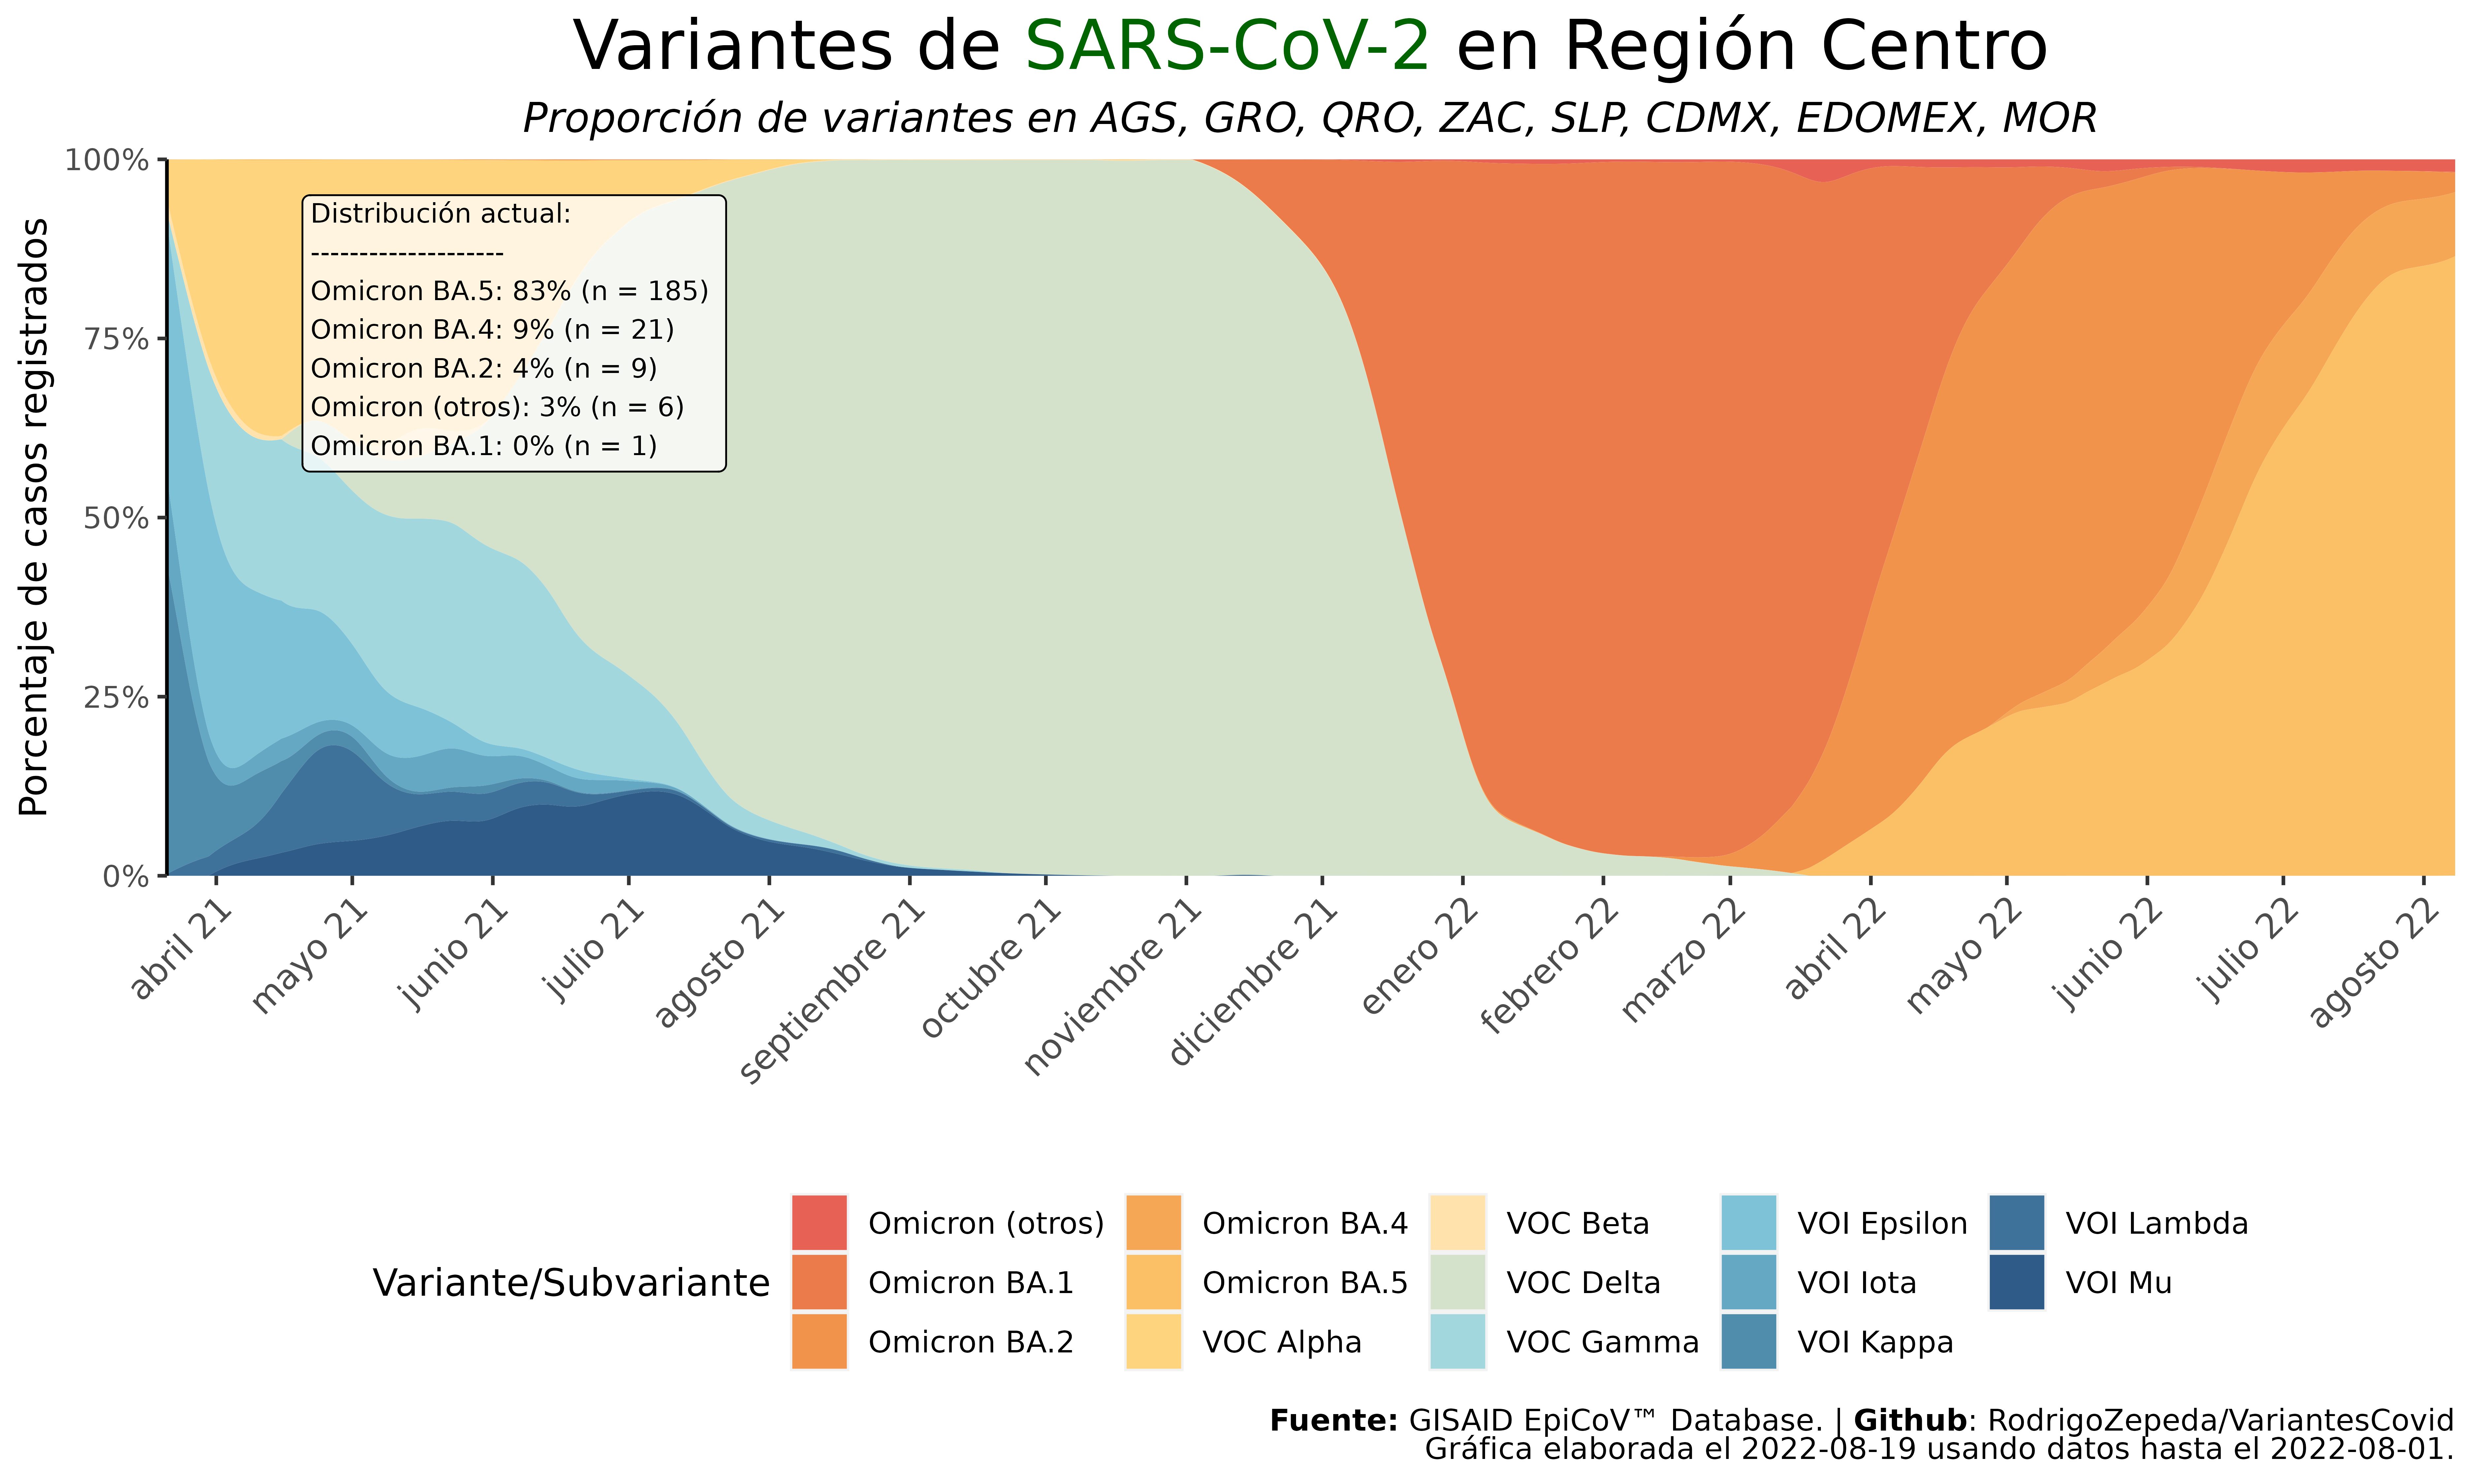 Variantes de SARS-CoV-2 en Región Centro
Proporción de variantes en AGS, GRO, QRO, ZAC, SLP, CDMX, EDOMEX, MOR
Porcentaje de casos registrados
100%
75%
50%
25%
0%
Distribución actual:
--------------------
Omicron BA.5: 83% (n = 185)
Omicron BA.4: 9% (n = 21)
Omicron BA.2: 4% (n = 9)
Omicron (otros): 3% (n = 6)
Omicron BA.1: 0% (n = 1)
abril 21
mayo 21
junio 21
julio 21
agosto 21
septiembre 21
octubre 21
noviembre 21
diciembre 21
enero 22
febrero 22
marzo 22
abril 22
mayo 22
junio 22
julio 22
agosto 22
Variante/Subvariante
Omicron (otros)
Omicron BA.1
Omicron BA.2
Omicron BA.4
Omicron BA.5
VOC Alpha
VOC Beta
VOC Delta
VOC Gamma
VOI Epsilon
VOI Iota
VOI Kappa
VOI Lambda
VOI Mu
Fuente: GISAID EpiCoV™ Database. | Github: RodrigoZepeda/VariantesCovid
Gráfica elaborada el 2022-08-19 usando datos hasta el 2022-08-01.